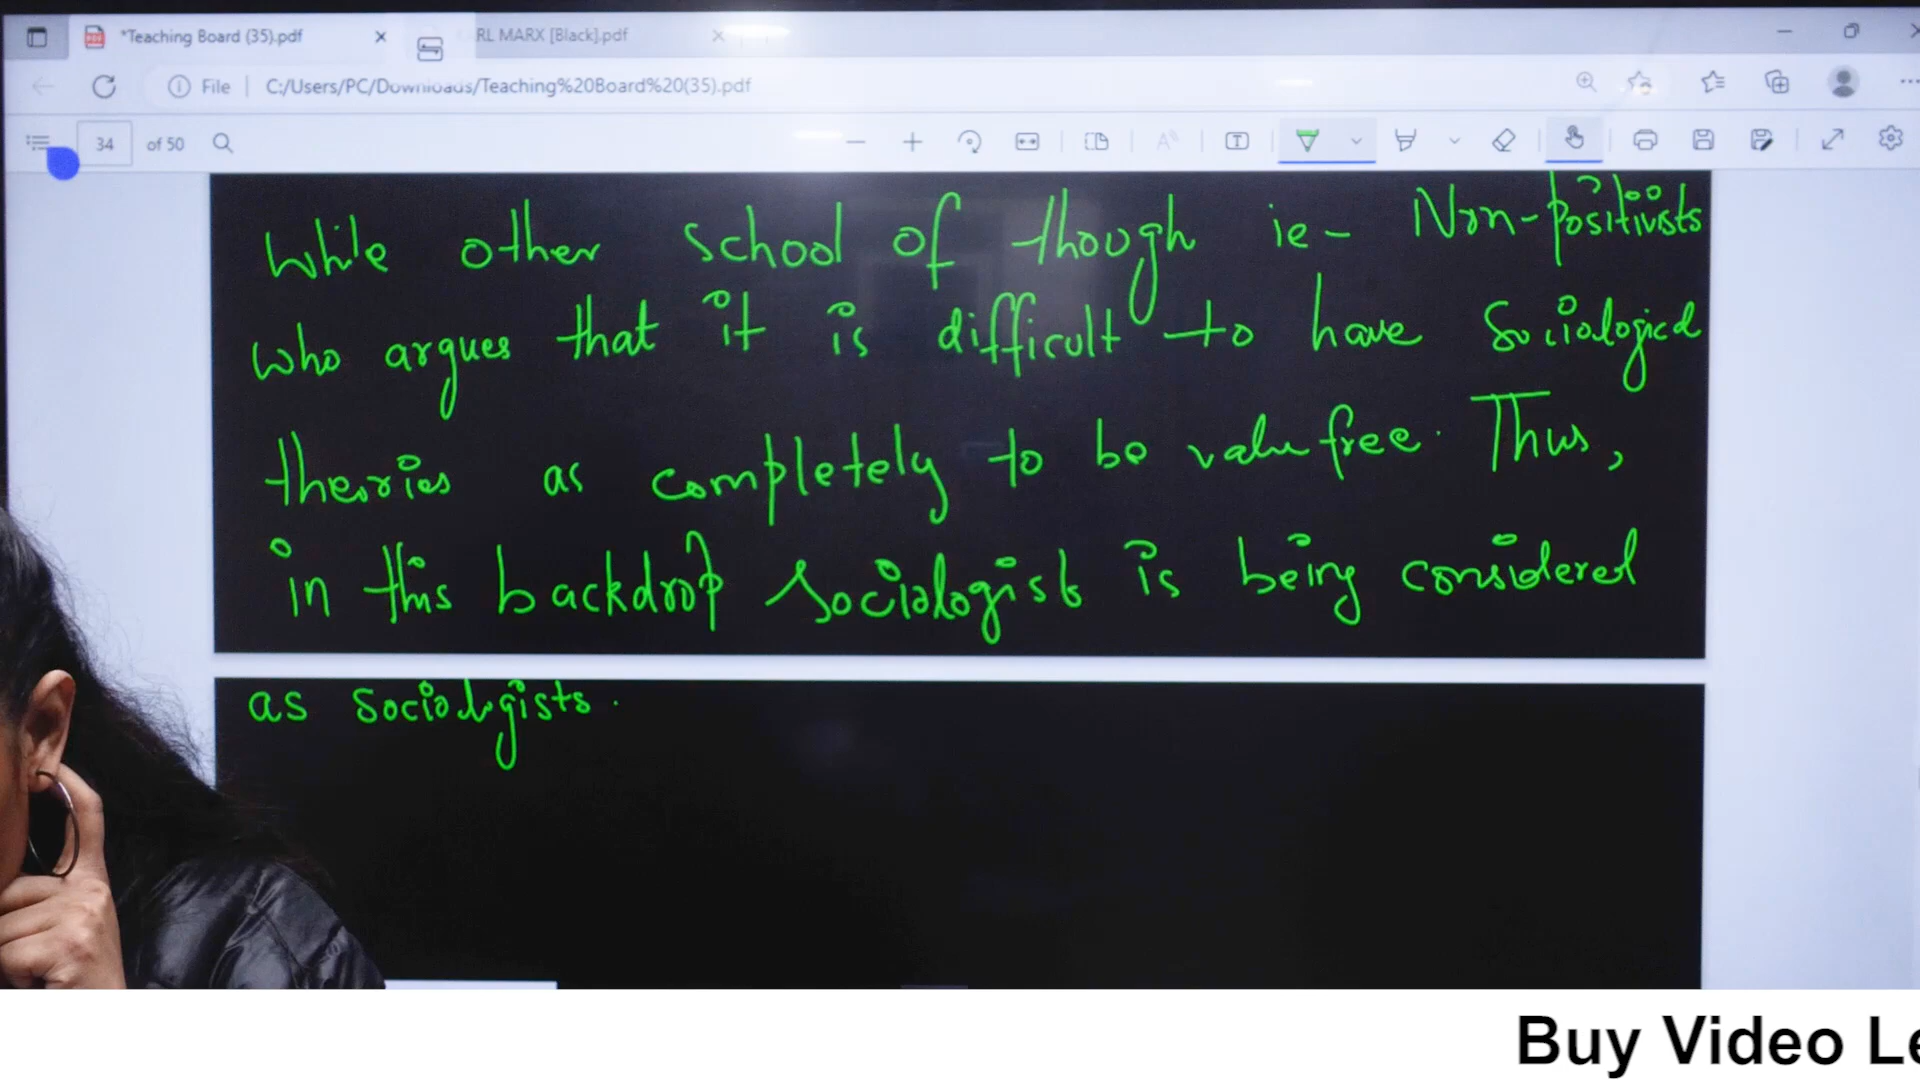 *Teaching Board (35).pdf
RL MARX [Black].pdf
File C:/Users/PC/Downloads/Teaching%20Board%20(35).pdf
34 of 50
While other school of though ie - Non-positivists
who argues that it is difficult to have sociological
theories as completely to be value free. Thus,
in this backdrop sociologists is being considered
as sociologists.
Buy Video Le